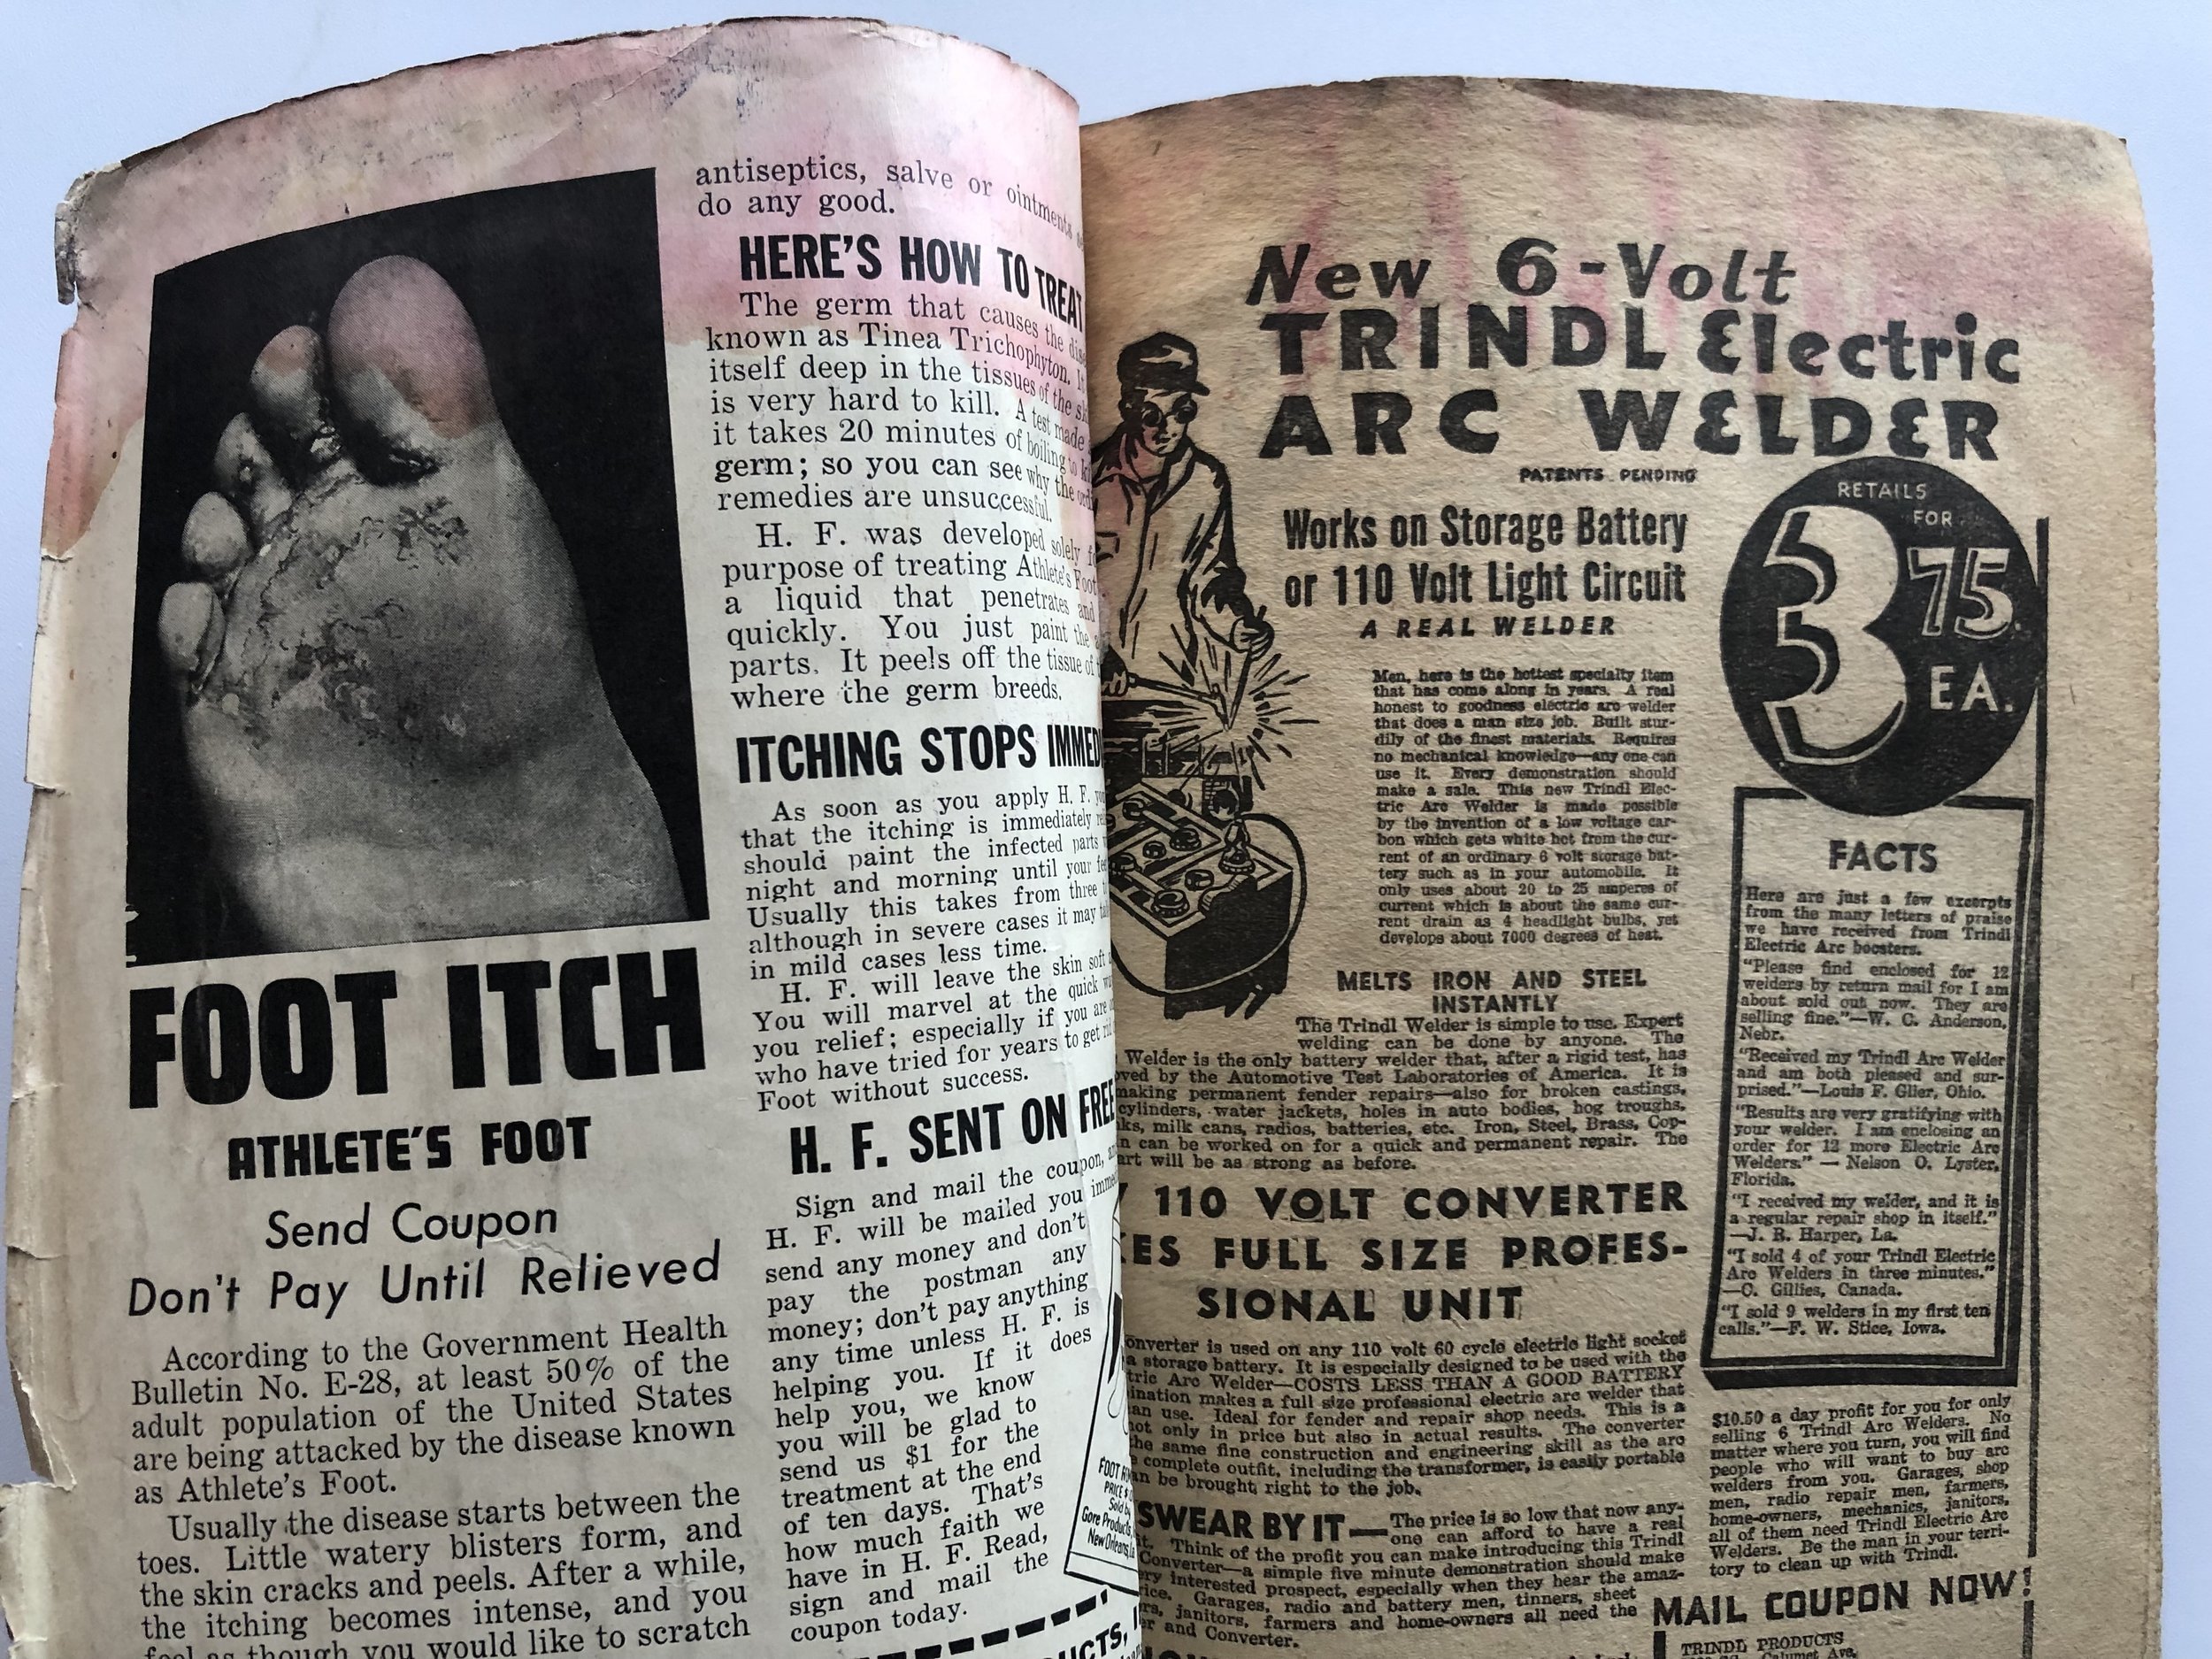 FOOT ITCH
ATHLETE'S FOOT
Send Coupon
Don't Pay Until Relieved
According to the Government Health
Bulletin No. E-28, at least 50% of the
adult population of the United States
are being attacked by the disease known
as Athlete's Foot.
Usually the disease starts between the
toes. Little watery blisters form, and
the skin cracks and peels. After a while,
the itching becomes intense, and you
feel as though you would like to scratch
antiseptics, salve or ointments
do any good.
HERE'S HOW TO TREAT
The germ that causes the
known as Tinea Trichophyton.
itself deep in the tissues of the
is very hard to kill. A test made
it takes 20 minutes of boiling to
germ; so you can see why the
remedies are unsuccessful.
H. F. was developed solely
purpose of treating Athlete's Foot
a liquid that penetrates and
quickly. You just paint the
parts. It peels off the tissue of
where the germ breeds.
ITCHING STOPS
As soon as you apply H. F.
that the itching is immediately
should paint the infected parts
night and morning until your
Usually this takes from three
although in severe cases it may
in mild cases less time.
H. F. will leave the skin soft
You will marvel at the quick
you relief; especially if you are
who have tried for years to get
Foot without success.
H. F. SENT ON FREE
Sign and mail the coupon,
H. F. will be mailed you
send any money and don't
pay the postman any
money; don't pay anything
any time unless H. F. is
helping you. If it does
help you, we know
you will be glad to
send us $1 for the
treatment at the end
of ten days. That's
how much faith we
have in H. F. Read,
sign and mail the
coupon today.
FOOT
PRICE
Sold by
Gore Products
New Orleans, La
New 6-Volt
TRINDL Electric
ARC WELDER
PATENTS PENDING
Works on Storage Battery
or 110 Volt Light Circuit
A REAL WELDER
RETAILS
FOR
3 75
EA.
Men, here is the hottest specialty item
that has come along in years. A real
honest to goodness electric arc welder
that does a man size job. Built stur-
dily of the finest materials. Requires
no mechanical knowledge—any one can
use it. Every demonstration should
make a sale. This new Trindl Elec-
tric Arc Welder is made possible
by the invention of a low voltage car-
bon which gets white hot from the cur-
rent of an ordinary 6 volt storage bat-
tery such as in your automobile. It
only uses about 20 to 25 amperes of
current which is about the same cur-
rent drain as 4 headlight bulbs, yet
develops about 7000 degrees of heat.
MELTS IRON AND STEEL
INSTANTLY
The Trindl Welder is simple to use. Expert
welding can be done by anyone. The
Welder is the only battery welder that, after a rigid test, has
by the Automotive Test Laboratories of America. It is
making permanent fender repairs—also for broken castings,
cylinders, water jackets, holes in auto bodies, hog troughs,
milk cans, radios, batteries, etc. Iron, Steel, Brass, Cop-
can be worked on for a quick and permanent repair. The
will be as strong as before.
110 VOLT CONVERTER
FULL SIZE PROFES-
SIONAL UNIT
is used on any 110 volt 60 cycle electric light socket
a storage battery. It is especially designed to be used with the
Arc Welder—COSTS LESS THAN A GOOD BATTERY
makes a full size professional electric arc welder that
use. Ideal for fender and repair shop needs. This is a
not only in price but also in actual results. The converter
the same fine construction and engineering skill as the arc
complete outfit, including the transformer, is easily portable
be brought right to the job.
SWEAR BY IT—The price is so low that now any-
one can afford to have a real
Think of the profit you can make introducing this Trindl
Converter—a simple five minute demonstration should make
interested prospect, especially when they hear the amaz-
Garages, radio and battery men, tinners, sheet
janitors, farmers and home-owners all need the
and Converter.
FACTS
Here are just a few excerpts
from the many letters of praise
we have received from Trindl
Electric Arc boosters.
"Please find enclosed for 12
welders by return mail for I am
about sold out now. They are
selling fine."—W. C. Anderson,
Nebr.
"Received my Trindl Arc Welder
and am both pleased and sur-
prised."—Louis F. Glier, Ohio.
"Results are very gratifying with
your welder. I am enclosing an
order for 12 more Electric Arc
Welders." — Nelson O. Lyster,
Florida.
"I received my welder, and it is
a regular repair shop in itself."
—J. B. Harper, La.
"I sold 4 of your Trindl Electric
Arc Welders in three minutes."
—C. Gillies, Canada.
"I sold 9 welders in my first ten
calls."—F. W. Stice, Iowa.
$10.50 a day profit for you for only
selling 6 Trindl Arc Welders. No
matter where you turn, you will find
people who will want to buy arc
welders from you. Garages, shop
men, radio repair men, farmers,
home-owners, mechanics, janitors,
all of them need Trindl Electric Arc
Welders. Be the man in your terri-
tory to clean up with Trindl.
MAIL COUPON NOW!
TRINDL PRODUCTS
Calumet Ave.